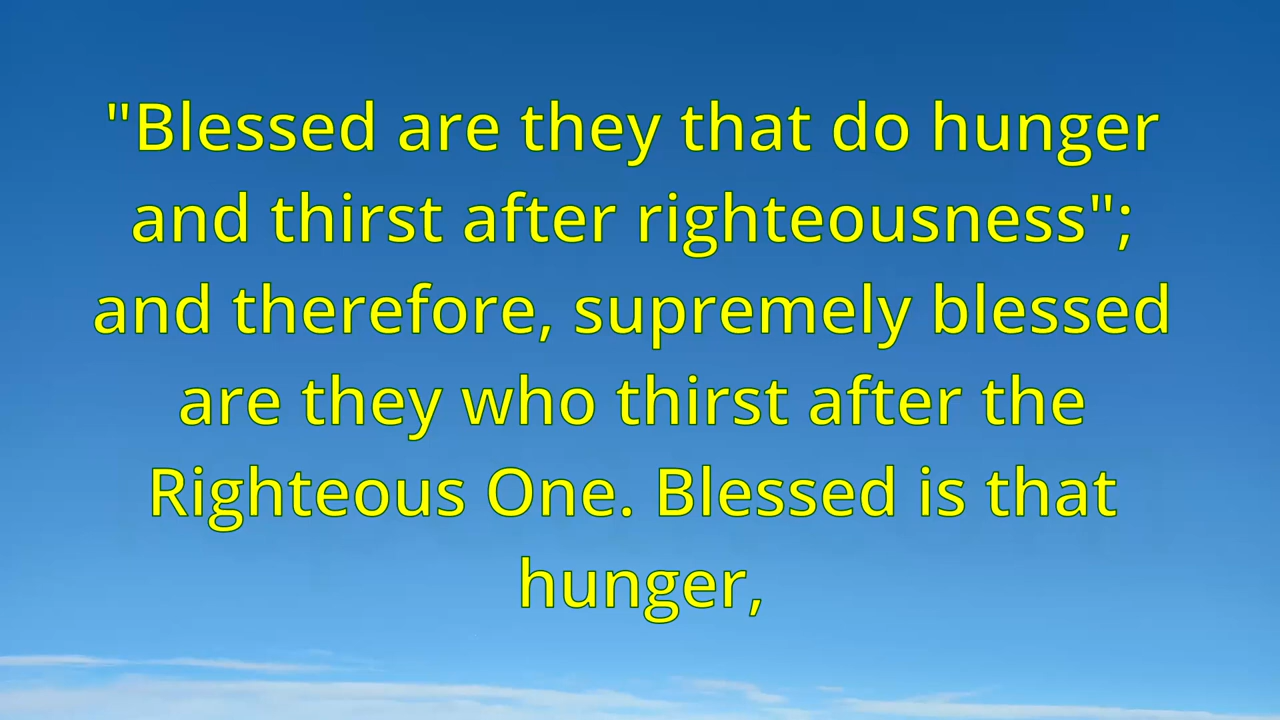 "Blessed are they that do hunger
and thirst after righteousness";
and therefore, supremely blessed
are they who thirst after the
Righteous One. Blessed is that
hunger,